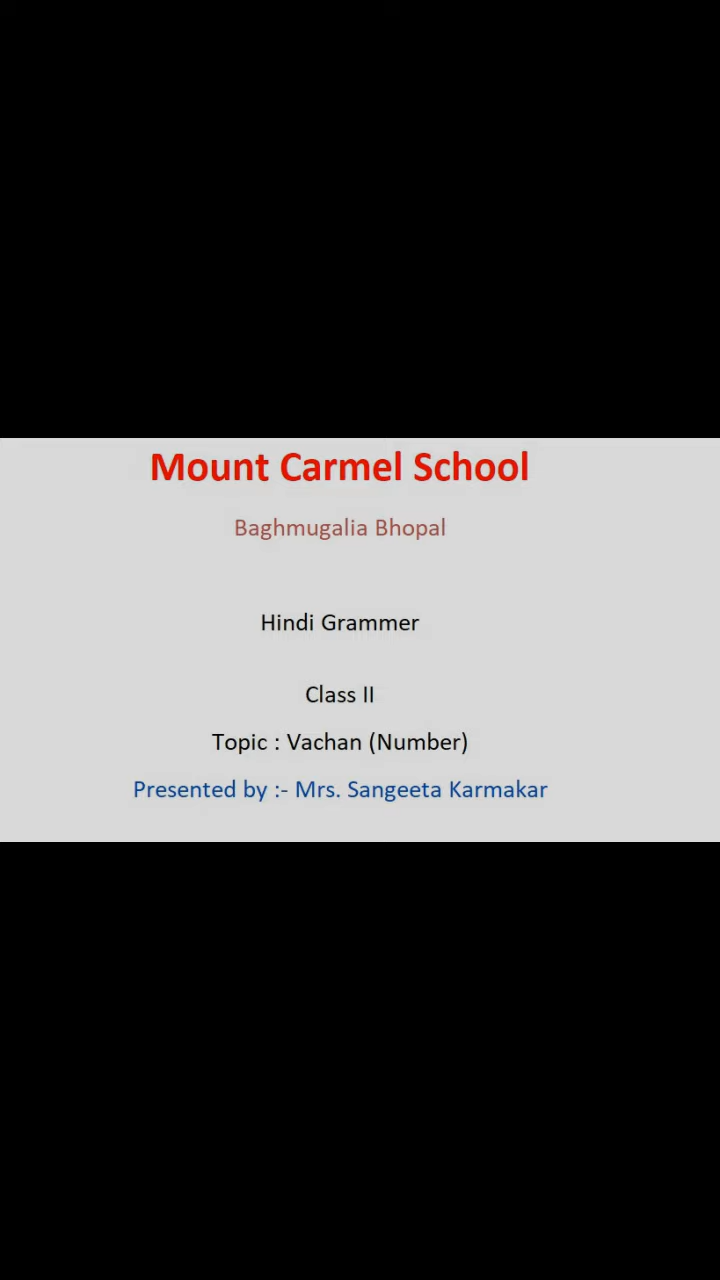 Mount Carmel School
Baghmugalia Bhopal
Hindi Grammer
Class II
Topic : Vachan (Number)
Presented by :- Mrs. Sangeeta Karmakar